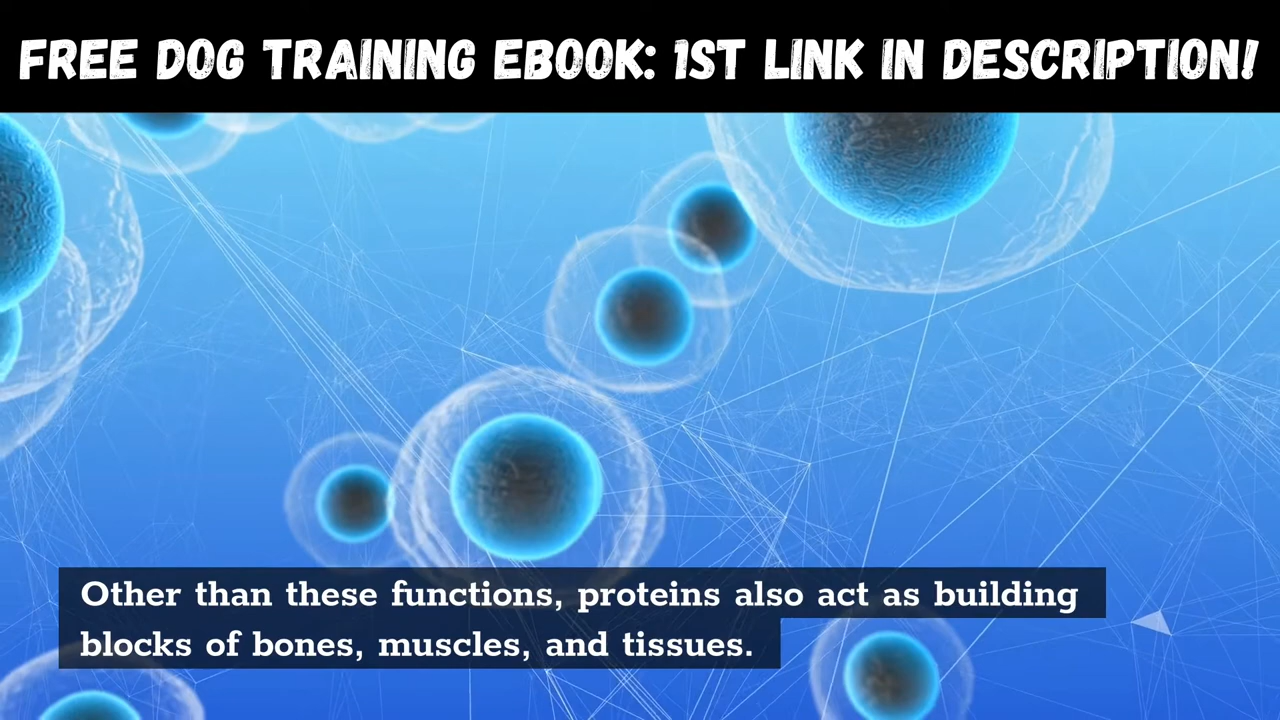 FREE DOG TRAINING EBOOK: 1ST LINK IN DESCRIPTION!
Other than these functions, proteins also act as building
blocks of bones, muscles, and tissues.